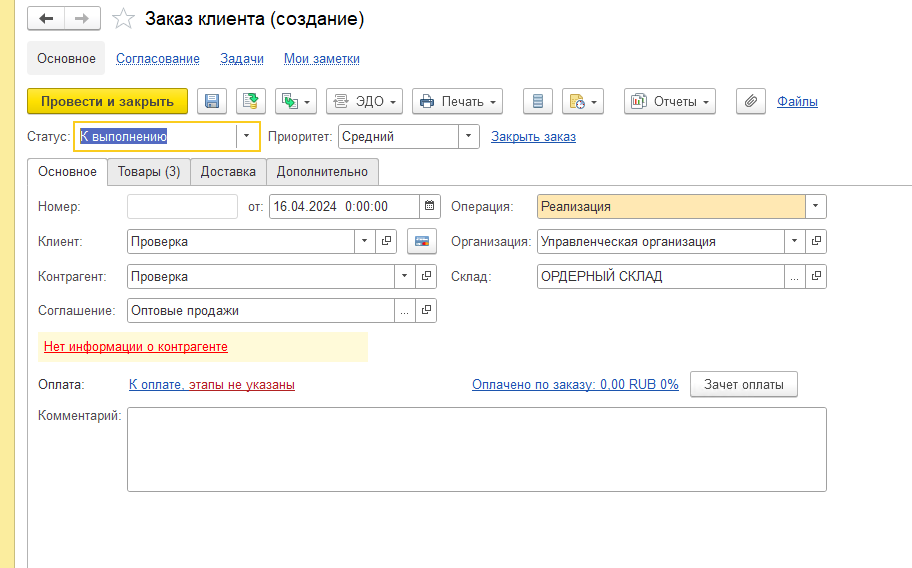 Заказ клиента (создание)
Основное Согласование Задачи Мои заметки
Провести и закрыть ЭДО Печать Отчеты Файлы
Статус: К выполнению Приоритет: Средний Закрыть заказ
Основное Товары (3) Доставка Дополнительно
Номер: от: 16.04.2024 0:00:00 Операция: Реализация
Клиент: Проверка Организация: Управленческая организация
Контрагент: Проверка Склад: ОРДЕРНЫЙ СКЛАД ...
Соглашение: Оптовые продажи ...
Нет информации о контрагенте
Оплата: К оплате, этапы не указаны Оплачено по заказу: 0,00 RUB 0% Зачет оплаты
Комментарий: